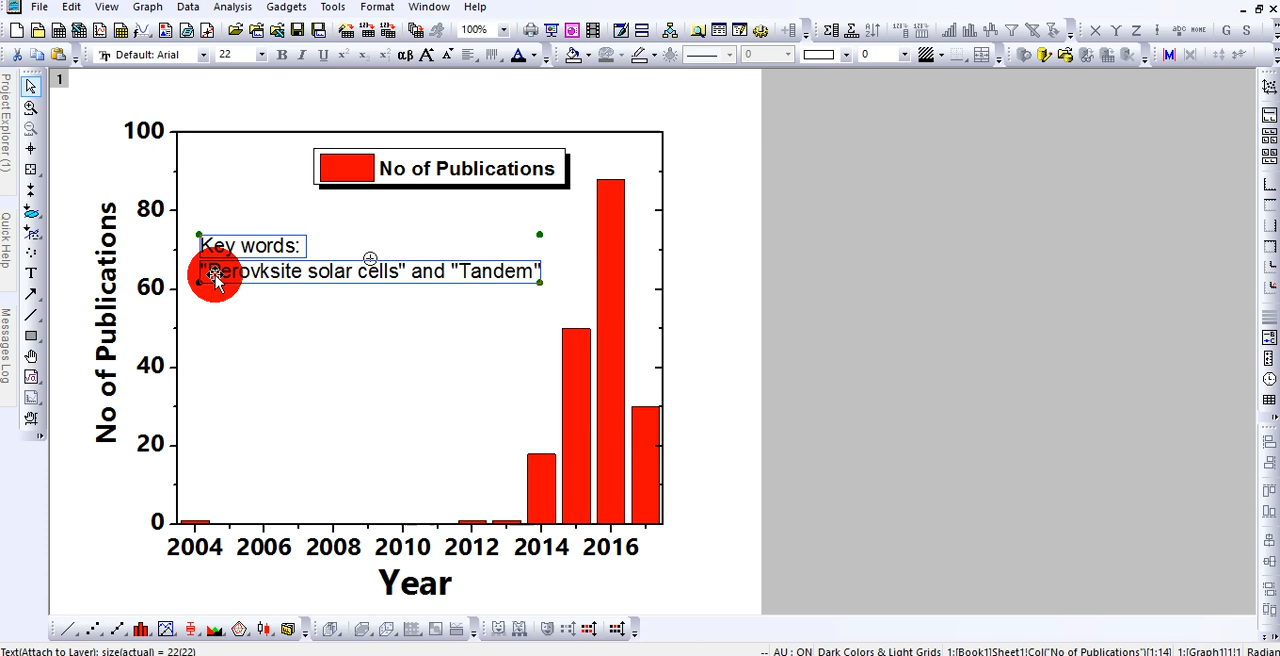 File Edit View Graph Data Analysis Gadgets Tools Format Window Help
100%
Default: Arial 22
0 0
X Y Z abc HOME G S
Project Explorer (1)
Quick Help
Messages Log
1
100
80
60
40
20
0
No of Publications
No of Publications
Key words:
"Perovksite solar cells" and "Tandem"
2004 2006 2008 2010 2012 2014 2016
Year
Text(Attach to Layer): size(actual) = 22(22)
-- AU : ON Dark Colors & Light Grids 1:[Book1]Sheet1!Col("No of Publications")[1:14] 1:[Graph1]1!1 Radian